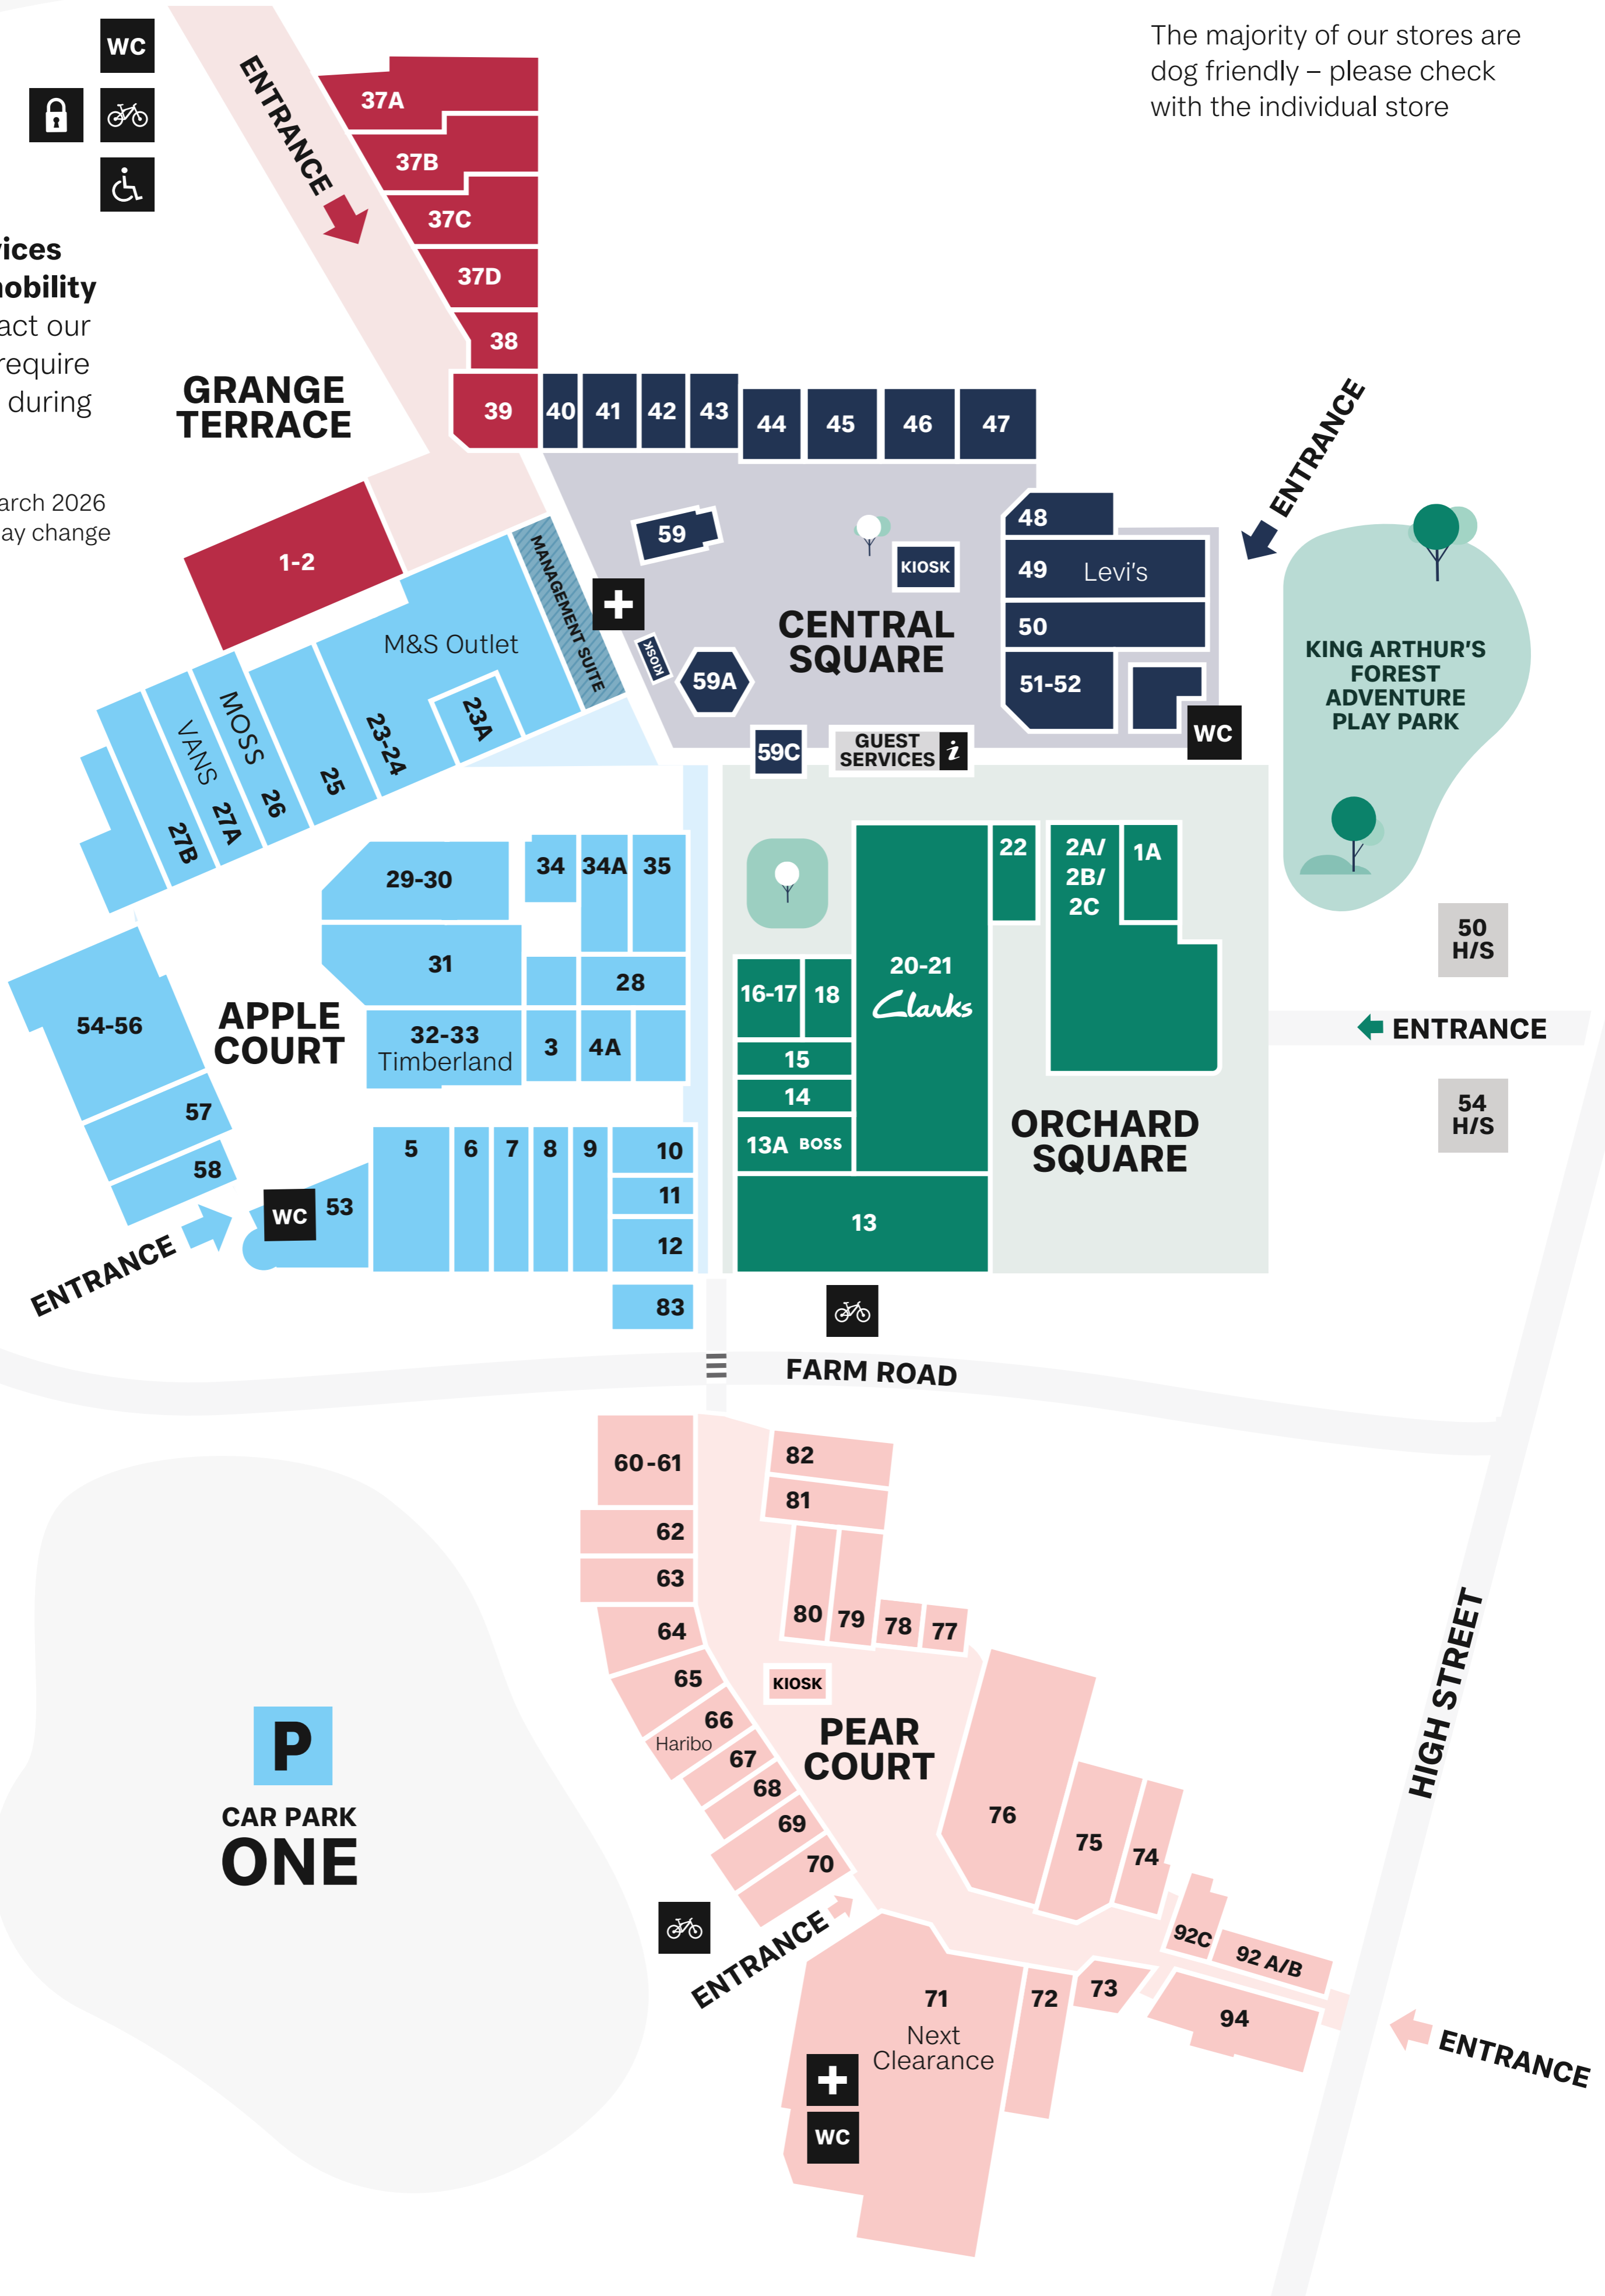 WC
The majority of our stores are
dog friendly – please check
with the individual store
ENTRANCE
37A
37B
37C
37D
38
39
vices
nobility
act our
require
during
arch 2026
ay change
GRANGE
TERRACE
1-2
40
41
42
43
44
45
46
47
59
KIOSK
48
49 Levi's
50
51-52
ENTRANCE
CENTRAL
SQUARE
KIOSK
59A
59C
GUEST
SERVICES
i
WC
MANAGEMENT SUITE
M&S Outlet
23-24
23A
25
MOSS
26
VANS
27A
27B
KING ARTHUR'S
FOREST
ADVENTURE
PLAY PARK
29-30
34
34A
35
31
28
32-33
Timberland
3
4A
APPLE
COURT
54-56
57
58
WC
53
5
6
7
8
9
10
11
12
83
ENTRANCE
22
2A/
2B/
2C
1A
20-21
Clarks
16-17
18
15
14
13A BOSS
13
ORCHARD
SQUARE
50
H/S
ENTRANCE
54
H/S
FARM ROAD
60-61
62
63
64
65
66
Haribo
67
68
69
70
82
81
80
79
78
77
KIOSK
PEAR
COURT
76
75
74
HIGH STREET
P
CAR PARK
ONE
ENTRANCE
92C
92 A/B
71
Next
Clearance
72
73
94
WC
ENTRANCE